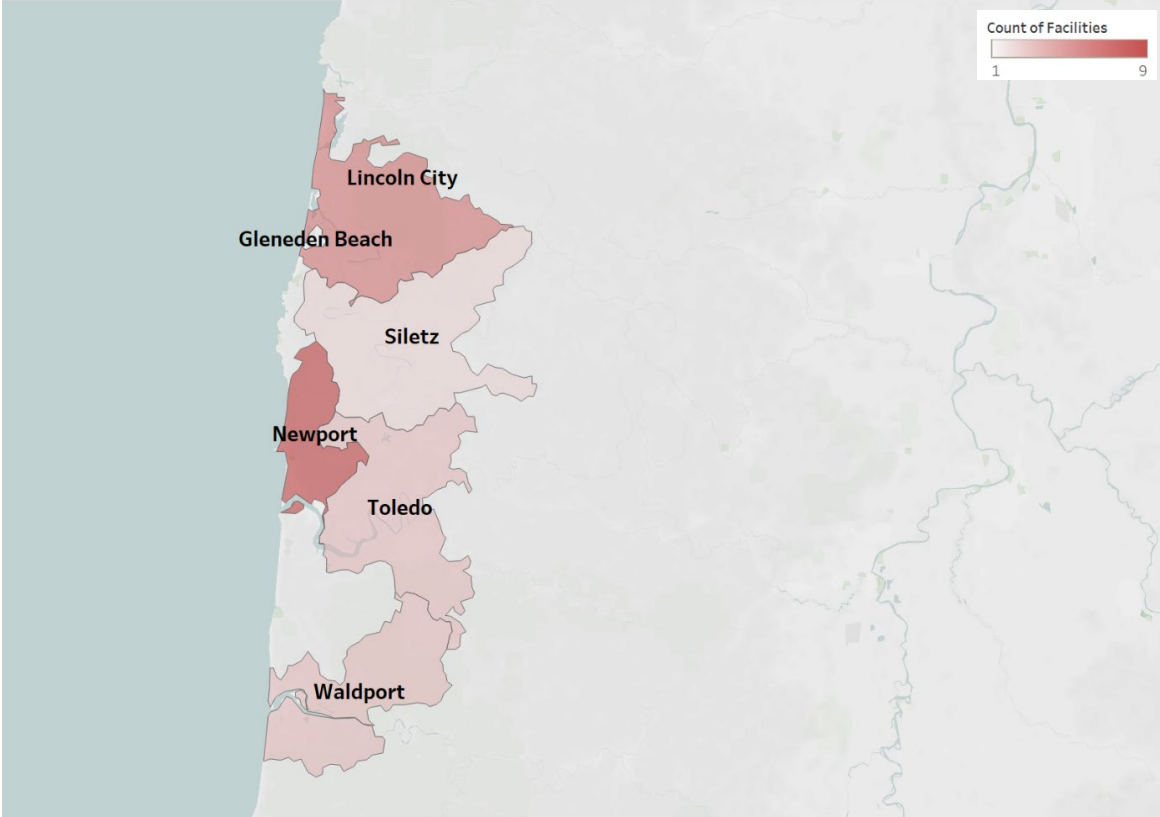 Count of Facilities
1 9
Lincoln City
Gleneden Beach
Siletz
Newport
Toledo
Waldport